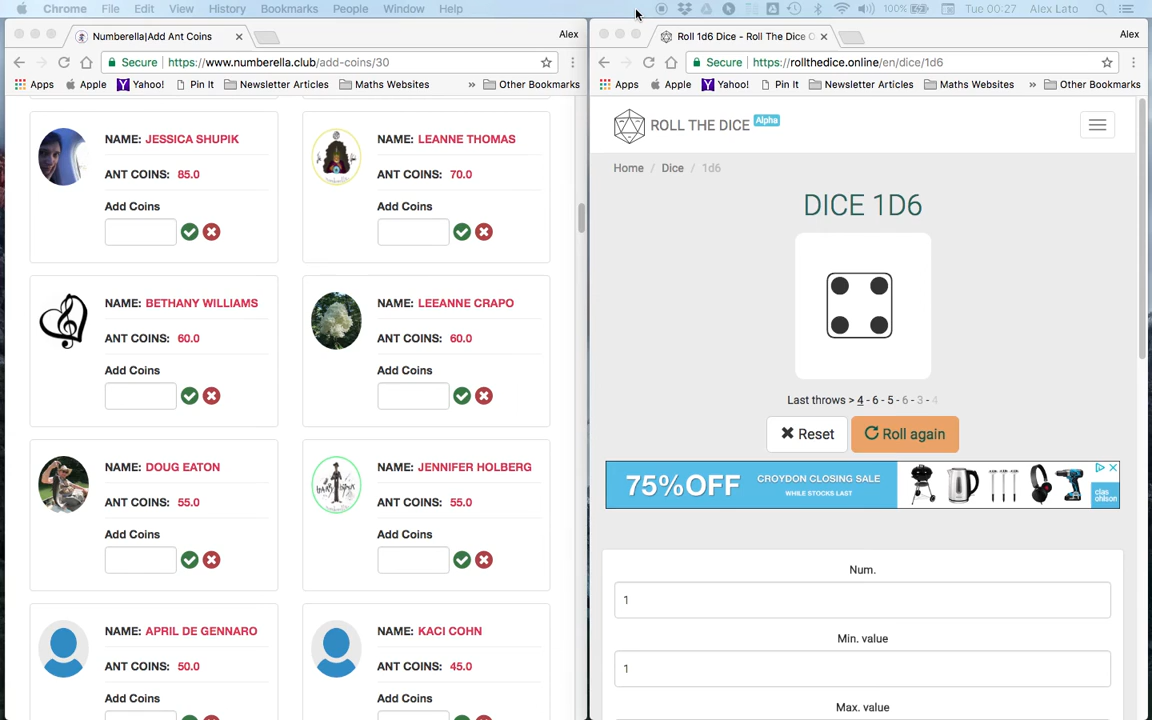 Chrome File Edit View History Bookmarks People Window Help
100% Tue 00:27 Alex Lato
Numberella|Add Ant Coins
Alex
Secure https://www.numberella.club/add-coins/30
Apps Apple Yahoo! Pin It Newsletter Articles Maths Websites » Other Bookmarks
NAME: JESSICA SHUPIK
ANT COINS: 85.0
Add Coins
NAME: LEANNE THOMAS
ANT COINS: 70.0
Add Coins
NAME: BETHANY WILLIAMS
ANT COINS: 60.0
Add Coins
NAME: LEEANNE CRAPO
ANT COINS: 60.0
Add Coins
NAME: DOUG EATON
ANT COINS: 55.0
Add Coins
NAME: JENNIFER HOLBERG
ANT COINS: 55.0
Add Coins
NAME: APRIL DE GENNARO
ANT COINS: 50.0
Add Coins
NAME: KACI COHN
ANT COINS: 45.0
Add Coins
Roll 1d6 Dice - Roll The Dice O
Alex
Secure https://rollthedice.online/en/dice/1d6
Apps Apple Yahoo! Pin It Newsletter Articles Maths Websites » Other Bookmarks
ROLL THE DICE Alpha
Home / Dice / 1d6
DICE 1D6
Last throws > 4 - 6 - 5 - 6 - 3 - 4
Reset Roll again
75%OFF CROYDON CLOSING SALE
WHILE STOCKS LAST
clas ohlson
Num.
1
Min. value
1
Max. value